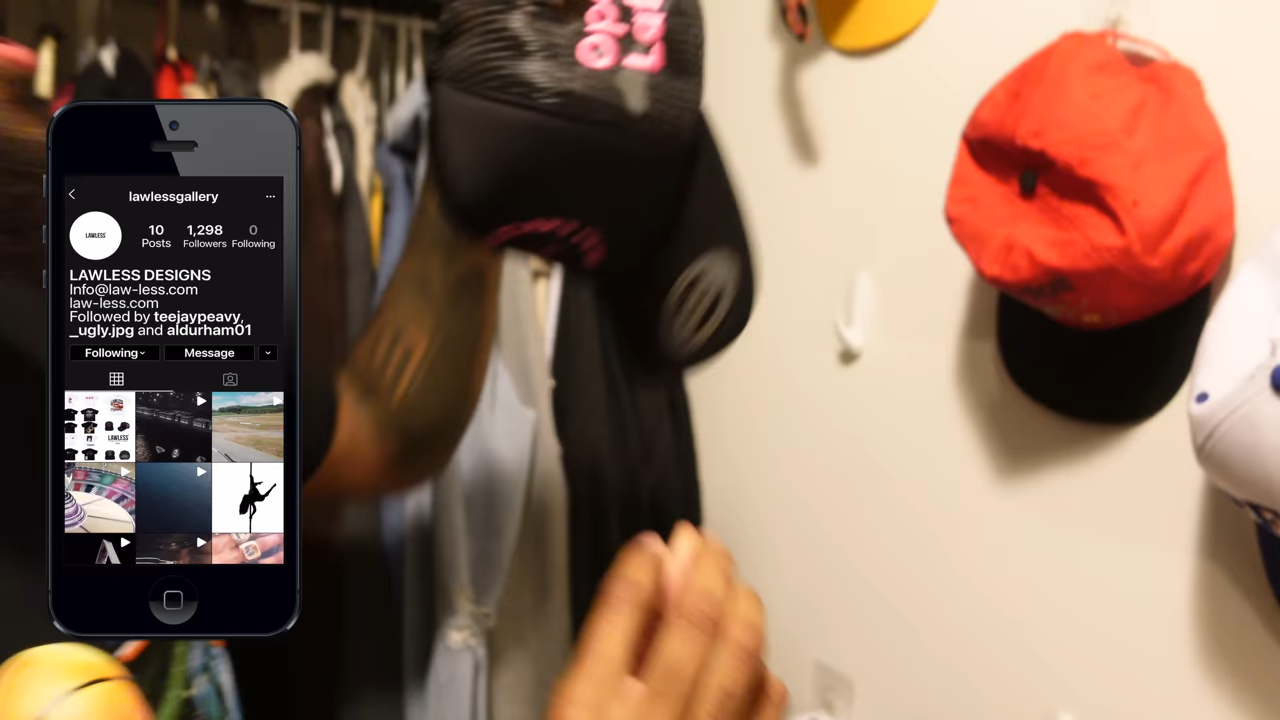 lawlessgallery
LAWLESS
10
Posts
1,298
Followers
0
Following
LAWLESS DESIGNS
Info@law-less.com
law-less.com
Followed by teejaypeavy,
_ugly.jpg and aldurham01
Following
Message
LAWLESS